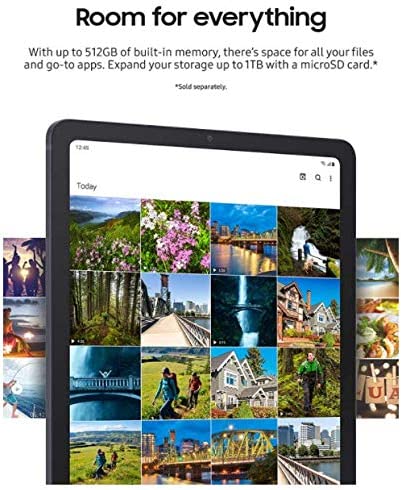 Room for everything
With up to 512GB of built-in memory, there's space for all your files
and go-to apps. Expand your storage up to 1TB with a microSD card.*
*Sold separately.
12:45
Today